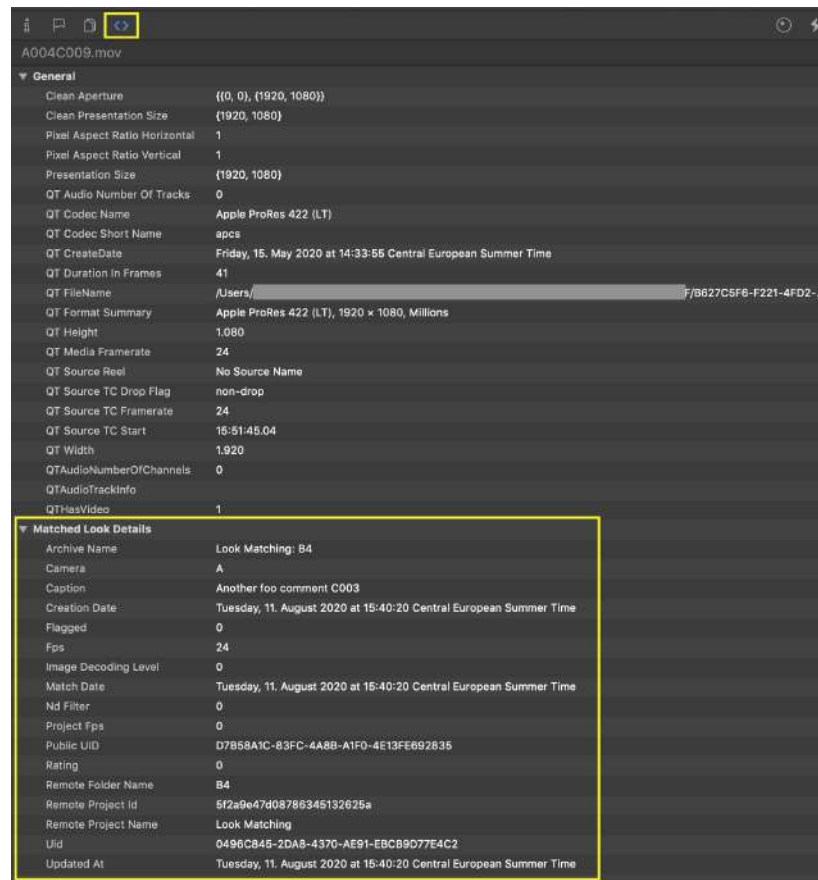 A004C009.mov
General
Clean Aperture {{0, 0}, {1920, 1080}}
Clean Presentation Size {1920, 1080}
Pixel Aspect Ratio Horizontal 1
Pixel Aspect Ratio Vertical 1
Presentation Size {1920, 1080}
QT Audio Number Of Tracks 0
QT Codec Name Apple ProRes 422 (LT)
QT Codec Short Name apcs
QT CreateDate Friday, 15. May 2020 at 14:33:55 Central European Summer Time
QT Duration In Frames 41
QT FileName /Users/ F/B627C5F6-F221-4FD2-
QT Format Summary Apple ProRes 422 (LT), 1920 × 1080, Millions
QT Height 1.080
QT Media Framerate 24
QT Source Reel No Source Name
QT Source TC Drop Flag non-drop
QT Source TC Framerate 24
QT Source TC Start 15:51:45.04
QT Width 1.920
QTAudioNumberOfChannels 0
QTAudioTrackInfo
QTHasVideo 1
Matched Look Details
Archive Name Look Matching: B4
Camera A
Caption Another foo comment C003
Creation Date Tuesday, 11. August 2020 at 15:40:20 Central European Summer Time
Flagged 0
Fps 24
Image Decoding Level 0
Match Date Tuesday, 11. August 2020 at 15:40:20 Central European Summer Time
Nd Filter 0
Project Fps 0
Public UID D7B58A1C-83FC-4A8B-A1F0-4E13FE692835
Rating 0
Remote Folder Name B4
Remote Project Id 5f2a9e47d08786345132625a
Remote Project Name Look Matching
Uid 0496C845-2DA8-4370-AE91-EBCB9D77E4C2
Updated At Tuesday, 11. August 2020 at 15:40:20 Central European Summer Time